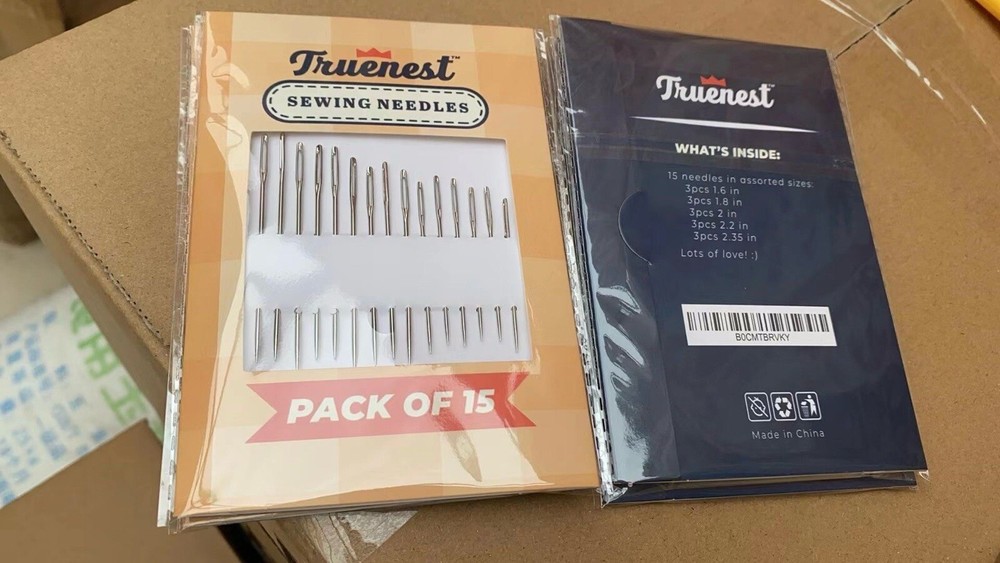 Truenest™
SEWING NEEDLES
PACK OF 15
Truenest™
WHAT'S INSIDE:
15 needles in assorted sizes:
3pcs 1.6 in
3pcs 1.8 in
3pcs 2 in
3pcs 2.2 in
3pcs 2.35 in
Lots of love! :)
B0CMTBRVKY
Made in China